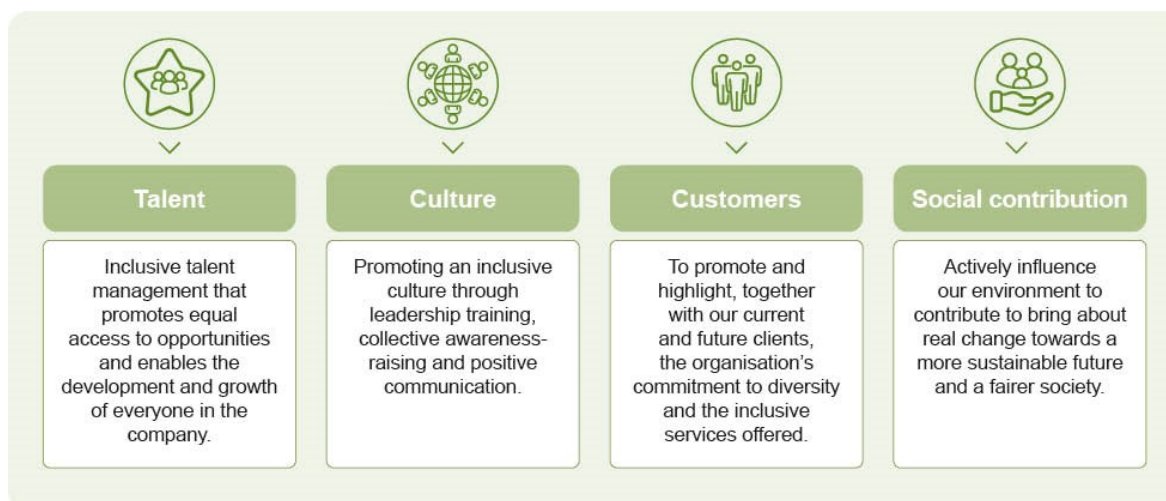 Talent
Inclusive talent
management that
promotes equal
access to opportunities
and enables the
development and growth
of everyone in the
company.
Culture
Promoting an inclusive
culture through
leadership training,
collective awareness-
raising and positive
communication.
Customers
To promote and
highlight, together
with our current
and future clients,
the organisation's
commitment to diversity
and the inclusive
services offered.
Social contribution
Actively influence
our environment to
contribute to bring about
real change towards a
more sustainable future
and a fairer society.